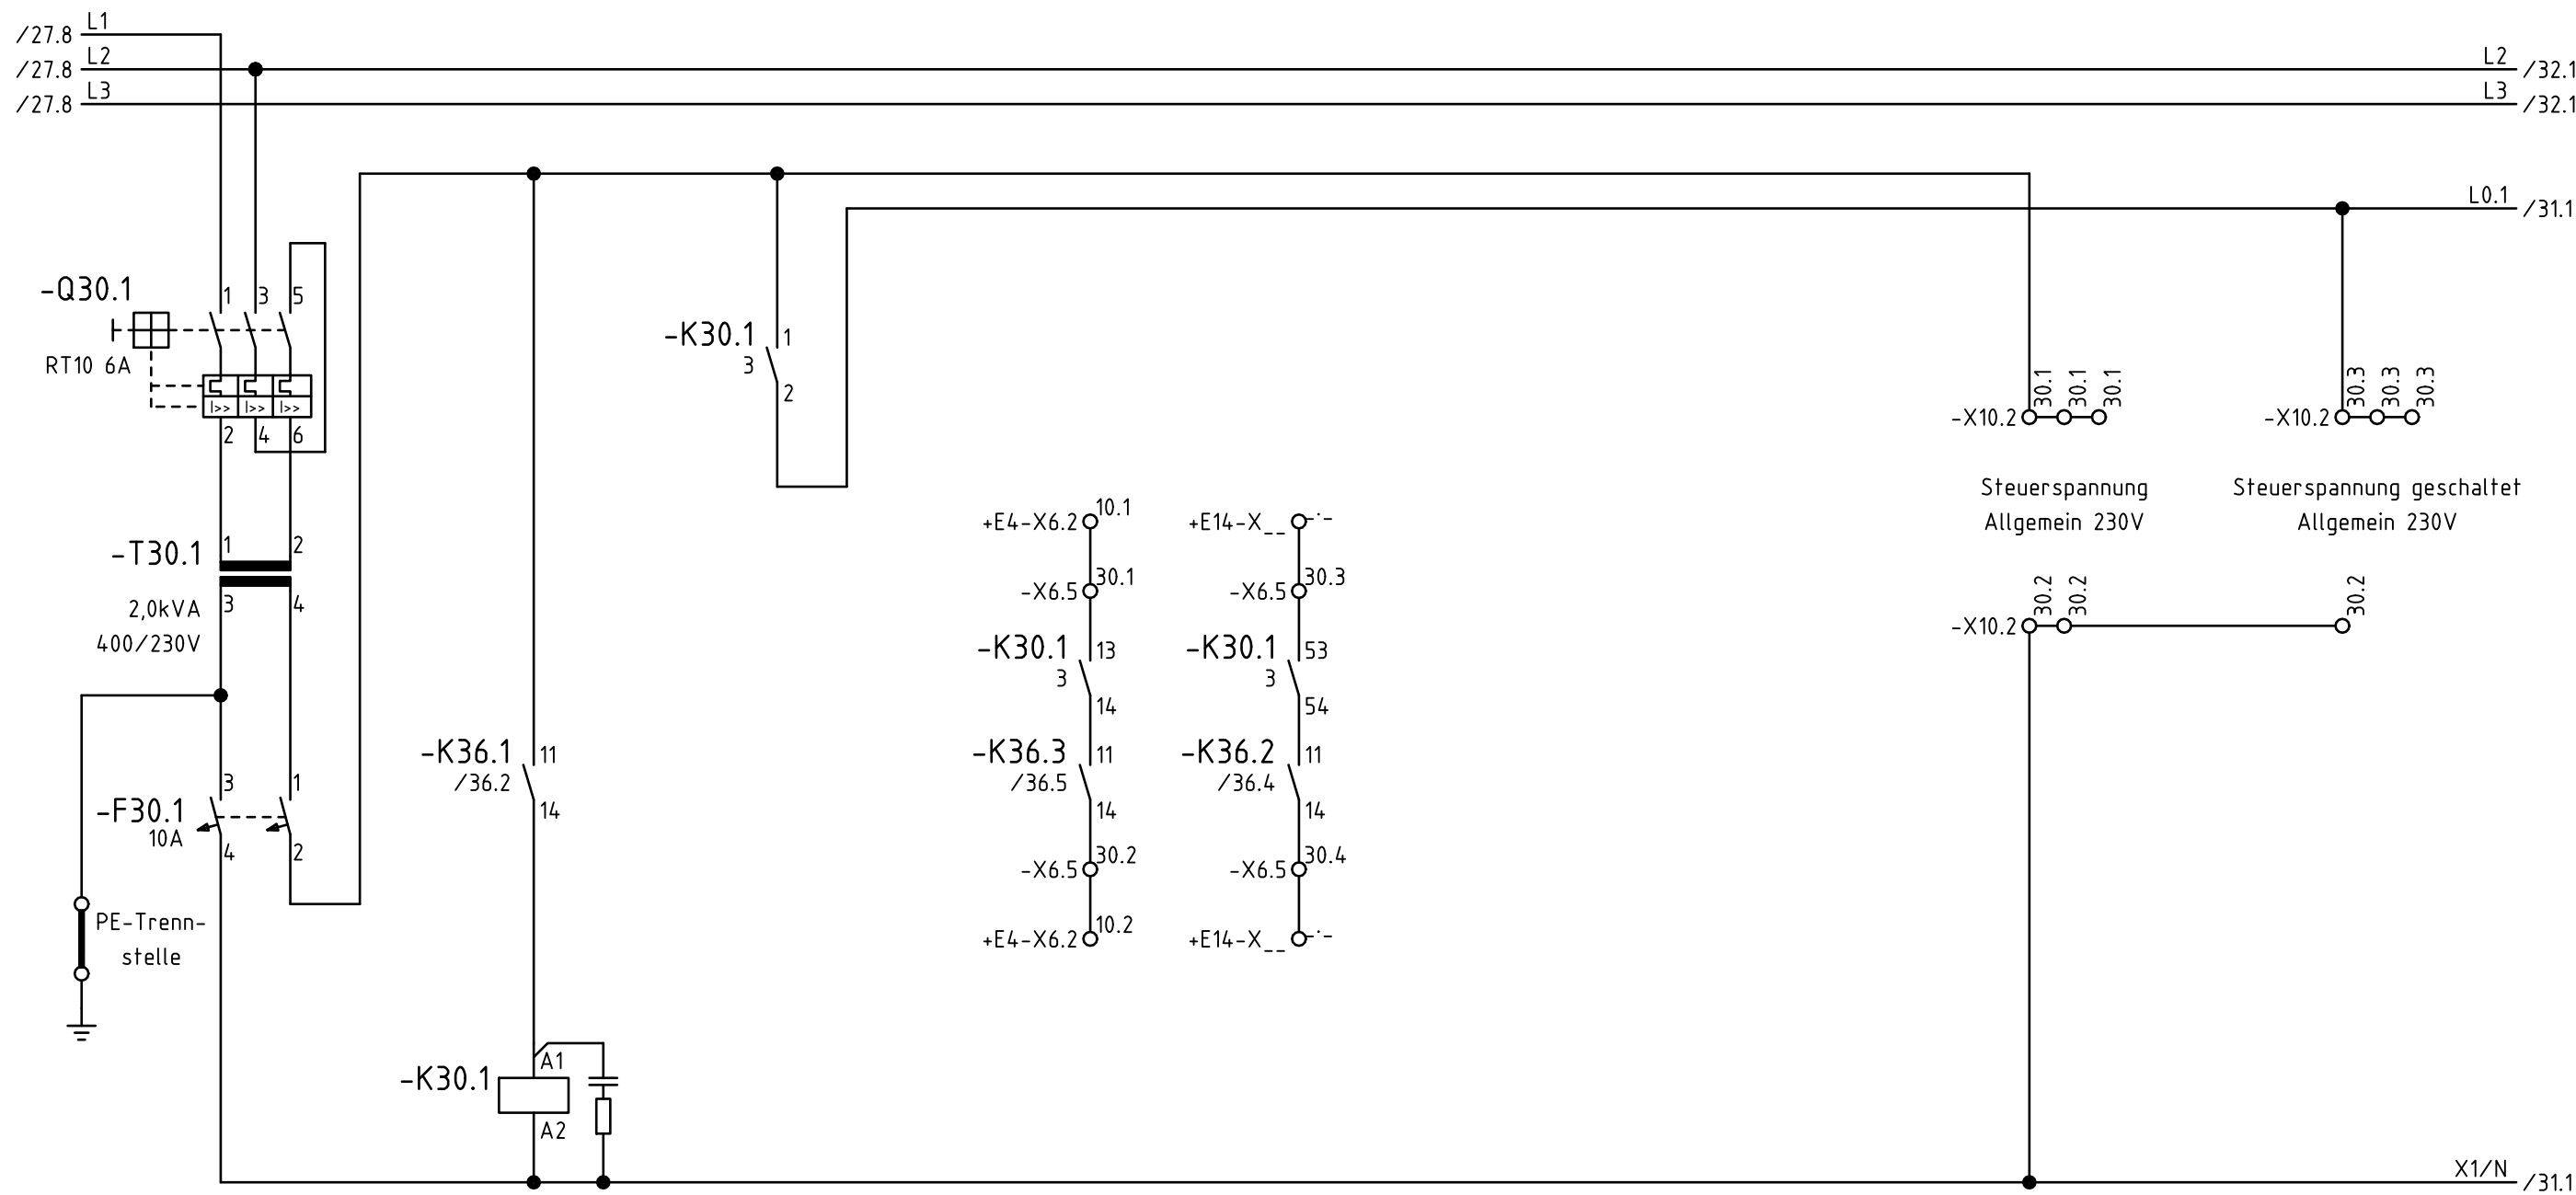 L1
/27.8
L2
/27.8
L2
/32.1
L3
/27.8
L3
/32.1
L0.1
/31.1
-Q30.1
1
3
5
RT10 6A
I>>
I>>
I>>
2
4
6
-K30.1
1
3
2
-X10.2
30.1
30.1
30.1
-X10.2
30.3
30.3
30.3
Steuerspannung
Allgemein 230V
Steuerspannung geschaltet
Allgemein 230V
-T30.1
1
2
2,0kVA
400/230V
3
4
+E4-X6.2
10.1
+E14-X__
-.-
-X6.5
30.1
-X6.5
30.3
-X10.2
30.2
30.2
30.2
-K30.1
3
13
14
-K30.1
3
53
54
-K36.1
/36.2
11
14
-K36.3
/36.5
11
14
-K36.2
/36.4
11
14
-F30.1
10A
3
1
4
2
-X6.5
30.2
-X6.5
30.4
PE-Trenn-
stelle
+E4-X6.2
10.2
+E14-X__
-.-
-K30.1
A1
A2
X1/N
/31.1